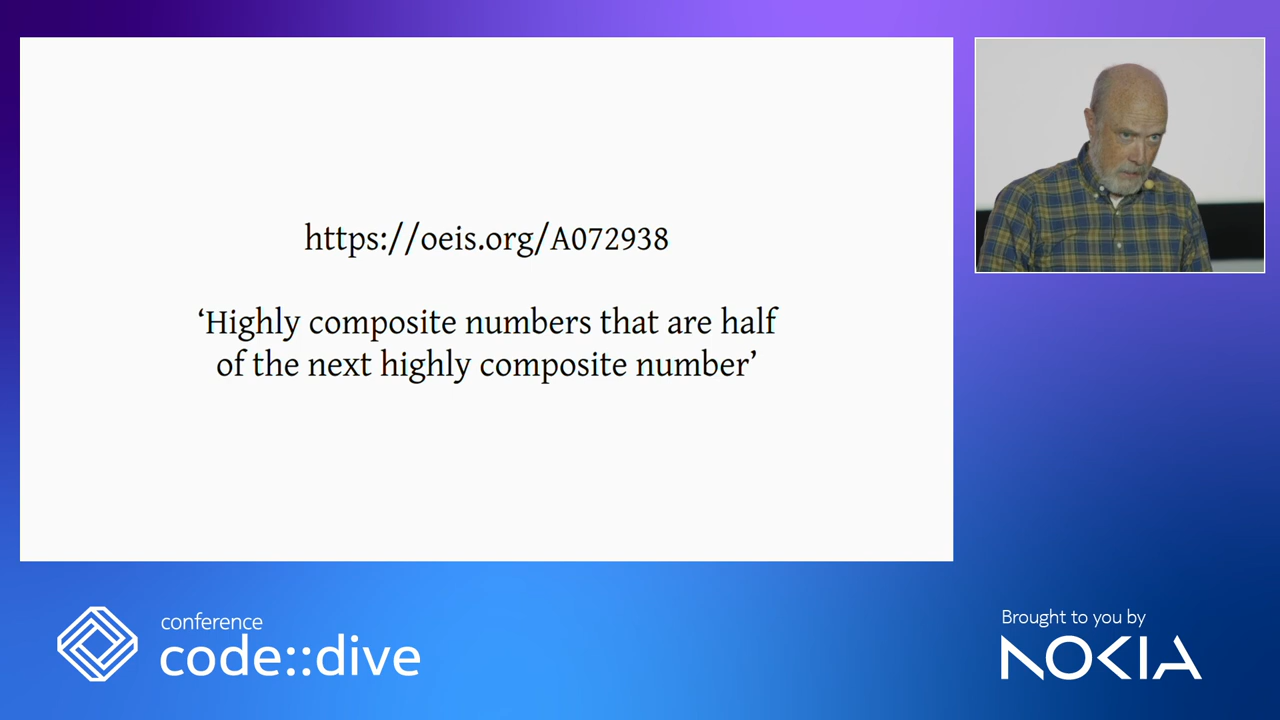 https://oeis.org/A072938
‘Highly composite numbers that are half
of the next highly composite number’
conference
code::dive
Brought to you by
NOKIA